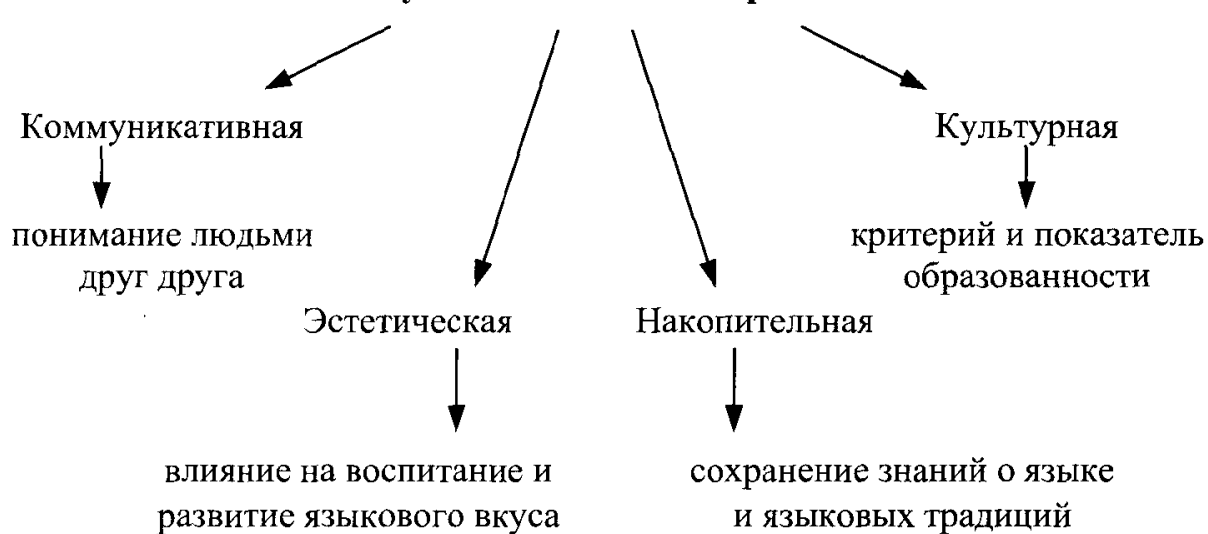 Коммуникативная
Культурная
понимание людьми
друг друга
критерий и показатель
образованности
Эстетическая
Накопительная
влияние на воспитание и
развитие языкового вкуса
сохранение знаний о языке
и языковых традиций